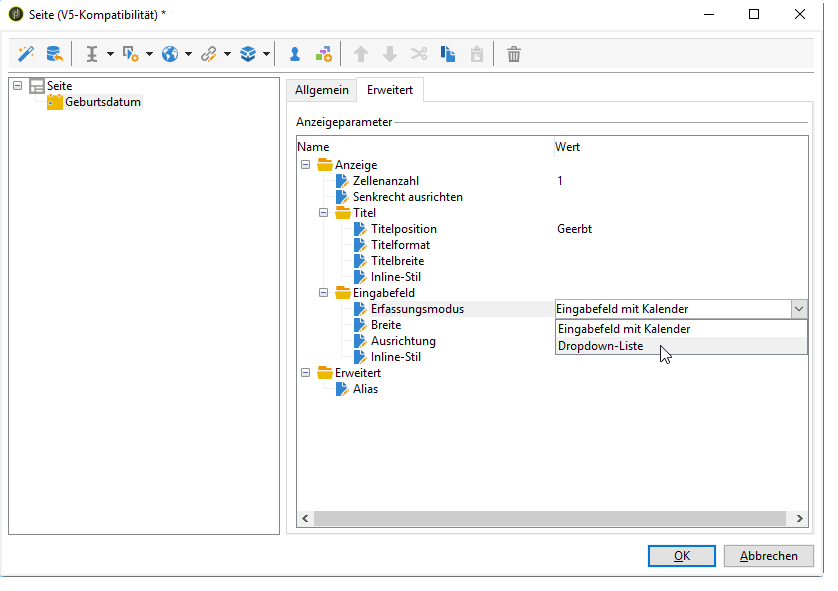 Seite (V5-Kompatibilität) *
Seite
Geburtsdatum
Allgemein Erweitert
Anzeigeparameter
Name Wert
Anzeige
Zellenanzahl 1
Senkrecht ausrichten
Titel
Titelposition Geerbt
Titelformat
Titelbreite
Inline-Stil
Eingabefeld
Erfassungsmodus Eingabefeld mit Kalender
Breite Eingabefeld mit Kalender
Ausrichtung Dropdown-Liste
Inline-Stil
Erweitert
Alias
OK Abbrechen